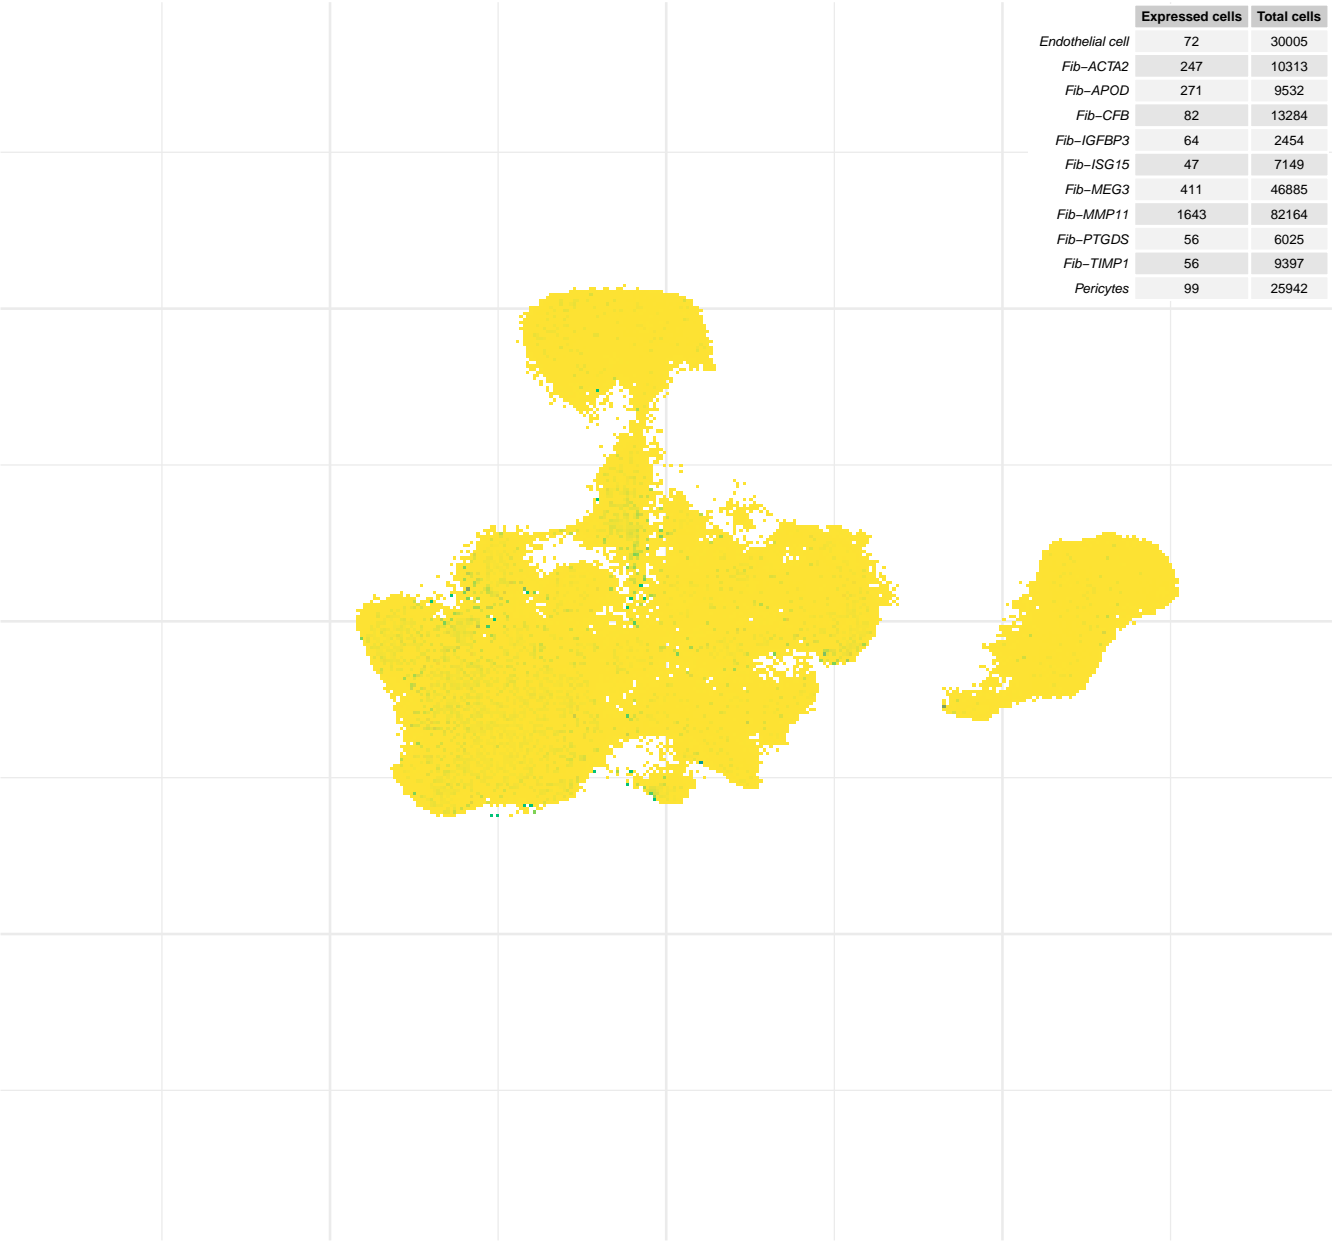 Expressed cells Total cells
Endothelial cell 72 30005
Fib−ACTA2 247 10313
Fib−APOD 271 9532
Fib−CFB 82 13284
Fib−IGFBP3 64 2454
Fib−ISG15 47 7149
Fib−MEG3 411 46885
Fib−MMP11 1643 82164
Fib−PTGDS 56 6025
Fib−TIMP1 56 9397
Pericytes 99 25942